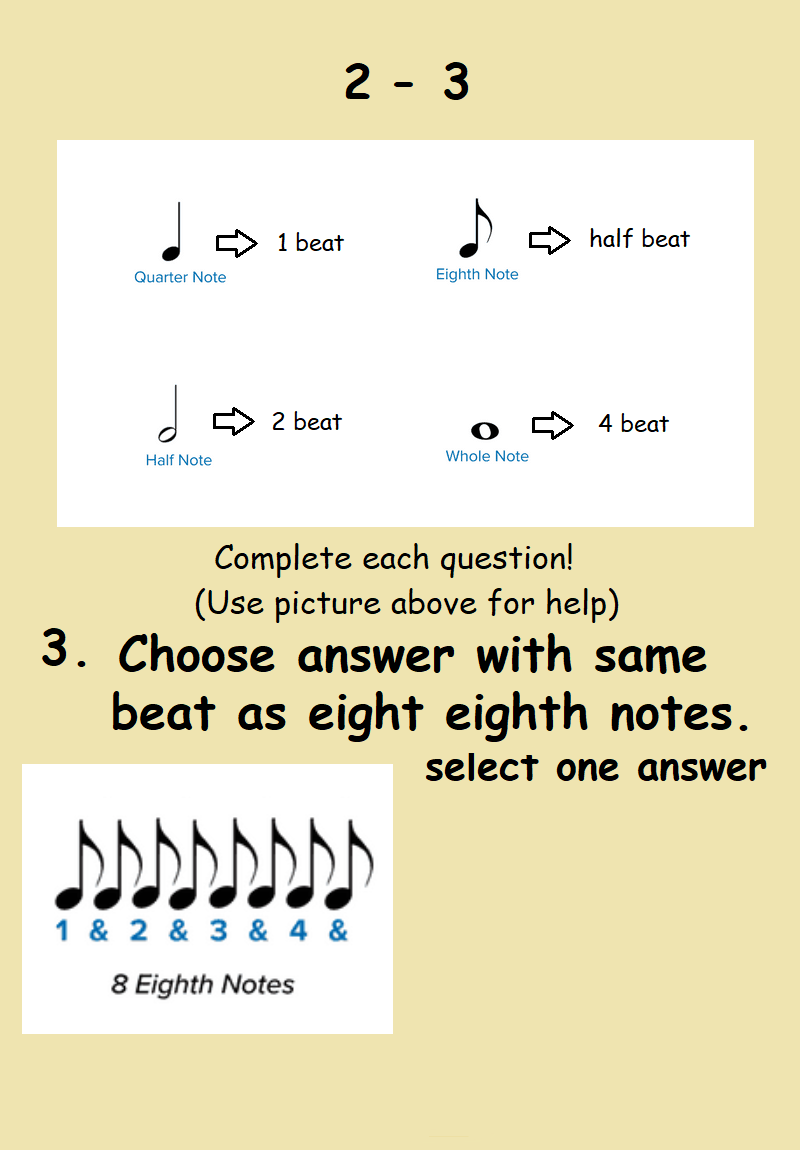 2 - 3
1 beat
half beat
Quarter Note
Eighth Note
2 beat
4 beat
Half Note
Whole Note
Complete each question!
(Use picture above for help)
3. Choose answer with same
beat as eight eighth notes.
select one answer
1 & 2 & 3 & 4 &
8 Eighth Notes